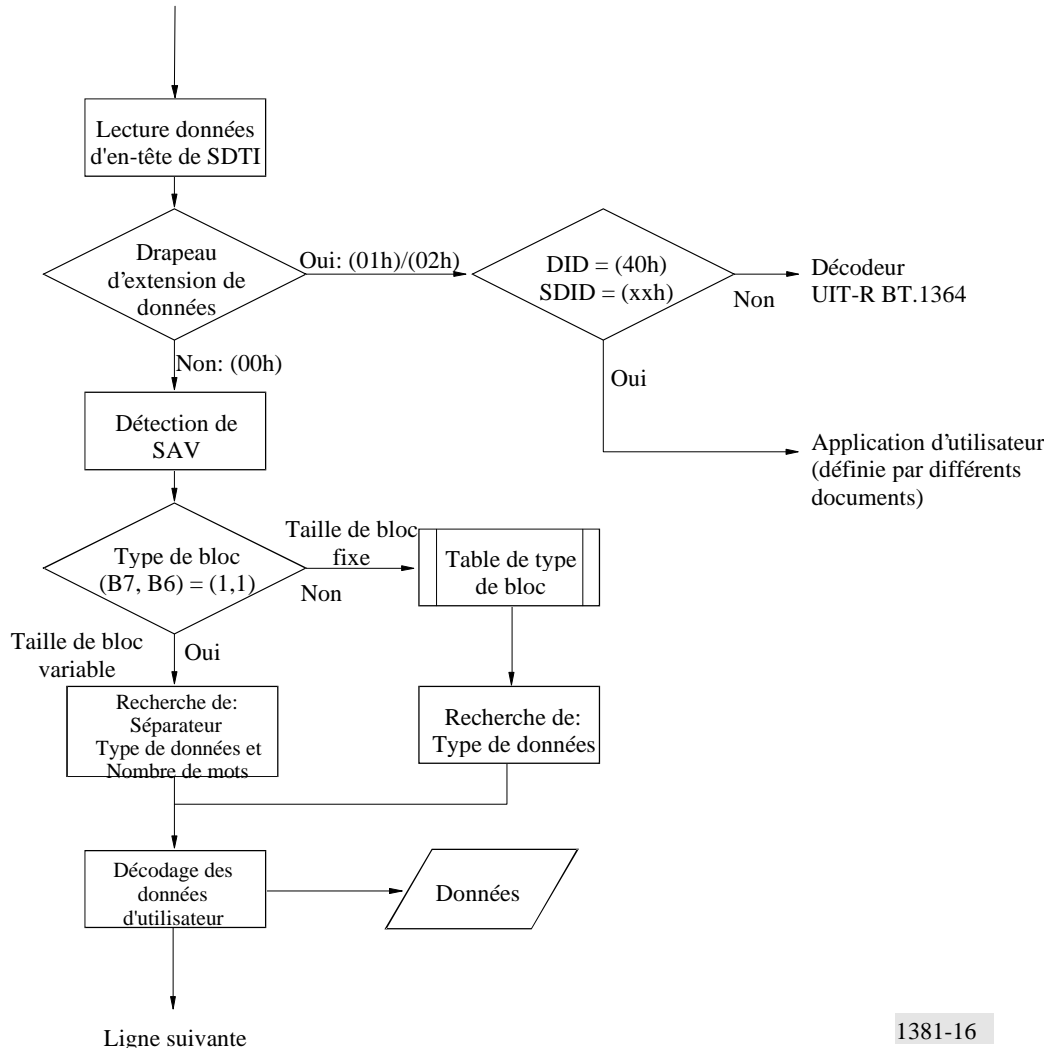 Lecture données
d'en-tête de SDTI
Drapeau
d'extension de
données
Oui: (01h)/(02h)
DID = (40h)
SDID = (xxh)
Non
Décodeur
UIT-R BT.1364
Non: (00h)
Oui
Détection de
SAV
Application d'utilisateur
(définie par différents
documents)
Type de bloc
(B7, B6) = (1,1)
Taille de bloc
fixe
Non
Table de type
de bloc
Taille de bloc
variable
Oui
Recherche de:
Séparateur
Type de données et
Nombre de mots
Recherche de:
Type de données
Décodage des
données
d'utilisateur
Données
Ligne suivante
1381-16